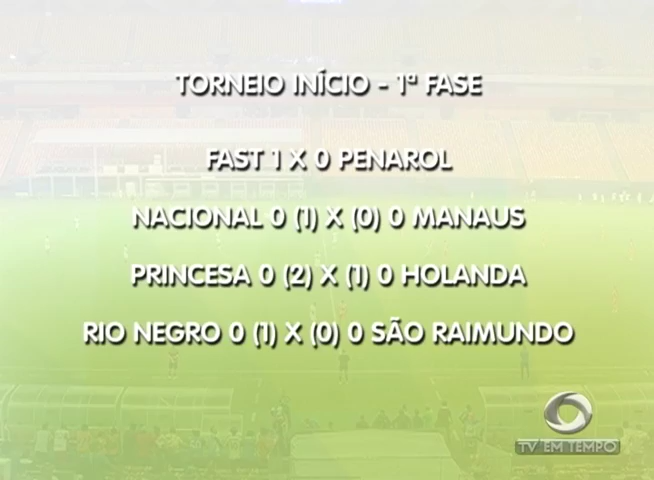 TORNEIO INÍCIO - 1ª FASE
FAST 1 X 0 PENAROL
NACIONAL 0 (1) X (0) 0 MANAUS
PRINCESA 0 (2) X (1) 0 HOLANDA
RIO NEGRO 0 (1) X (0) 0 SÃO RAIMUNDO
TV EM TEMPO